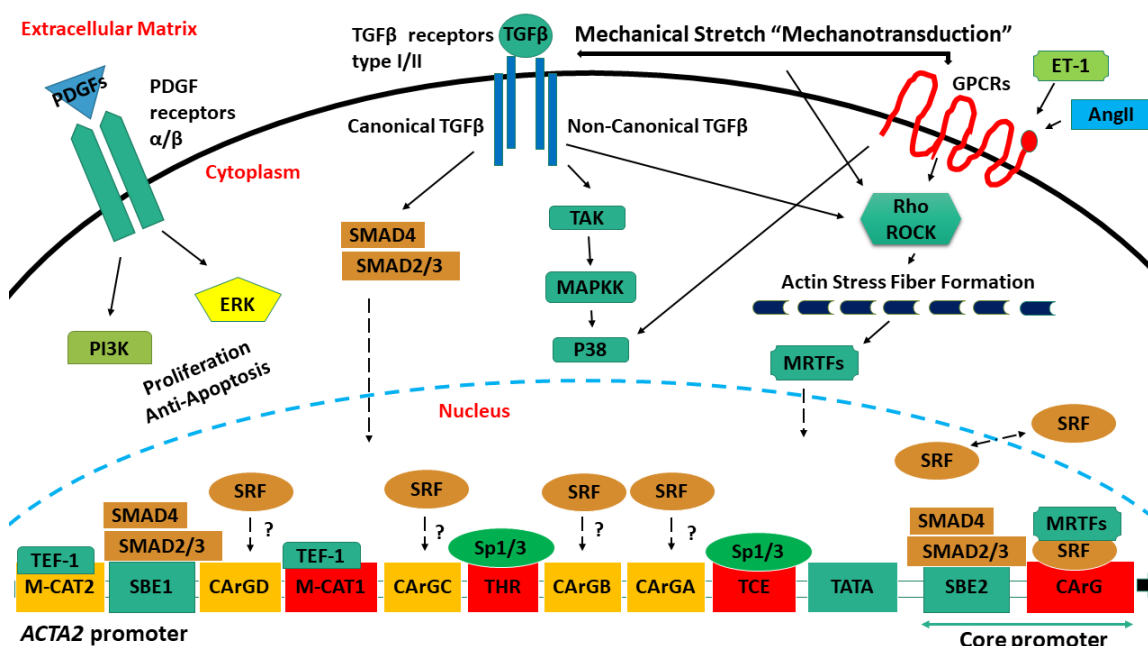 Extracellular Matrix
PDGFs
PDGF
receptors
α/β
TGFβ receptors
type I/II
TGFβ
Mechanical Stretch “Mechanotransduction”
GPCRs
ET-1
AngII
Canonical TGFβ
Non-Canonical TGFβ
Cytoplasm
SMAD4
SMAD2/3
TAK
MAPKK
P38
Rho
ROCK
Actin Stress Fiber Formation
MRTFs
ERK
PI3K
Proliferation
Anti-Apoptosis
Nucleus
SRF
SRF
SRF
?
SRF
?
SRF
?
SRF
?
TEF-1
SMAD4
SMAD2/3
TEF-1
Sp1/3
Sp1/3
SMAD4
SMAD2/3
MRTFs
SRF
M-CAT2
SBE1
CArGD
M-CAT1
CArGC
THR
CArGB
CArGA
TCE
TATA
SBE2
CArG
ACTA2 promoter
Core promoter